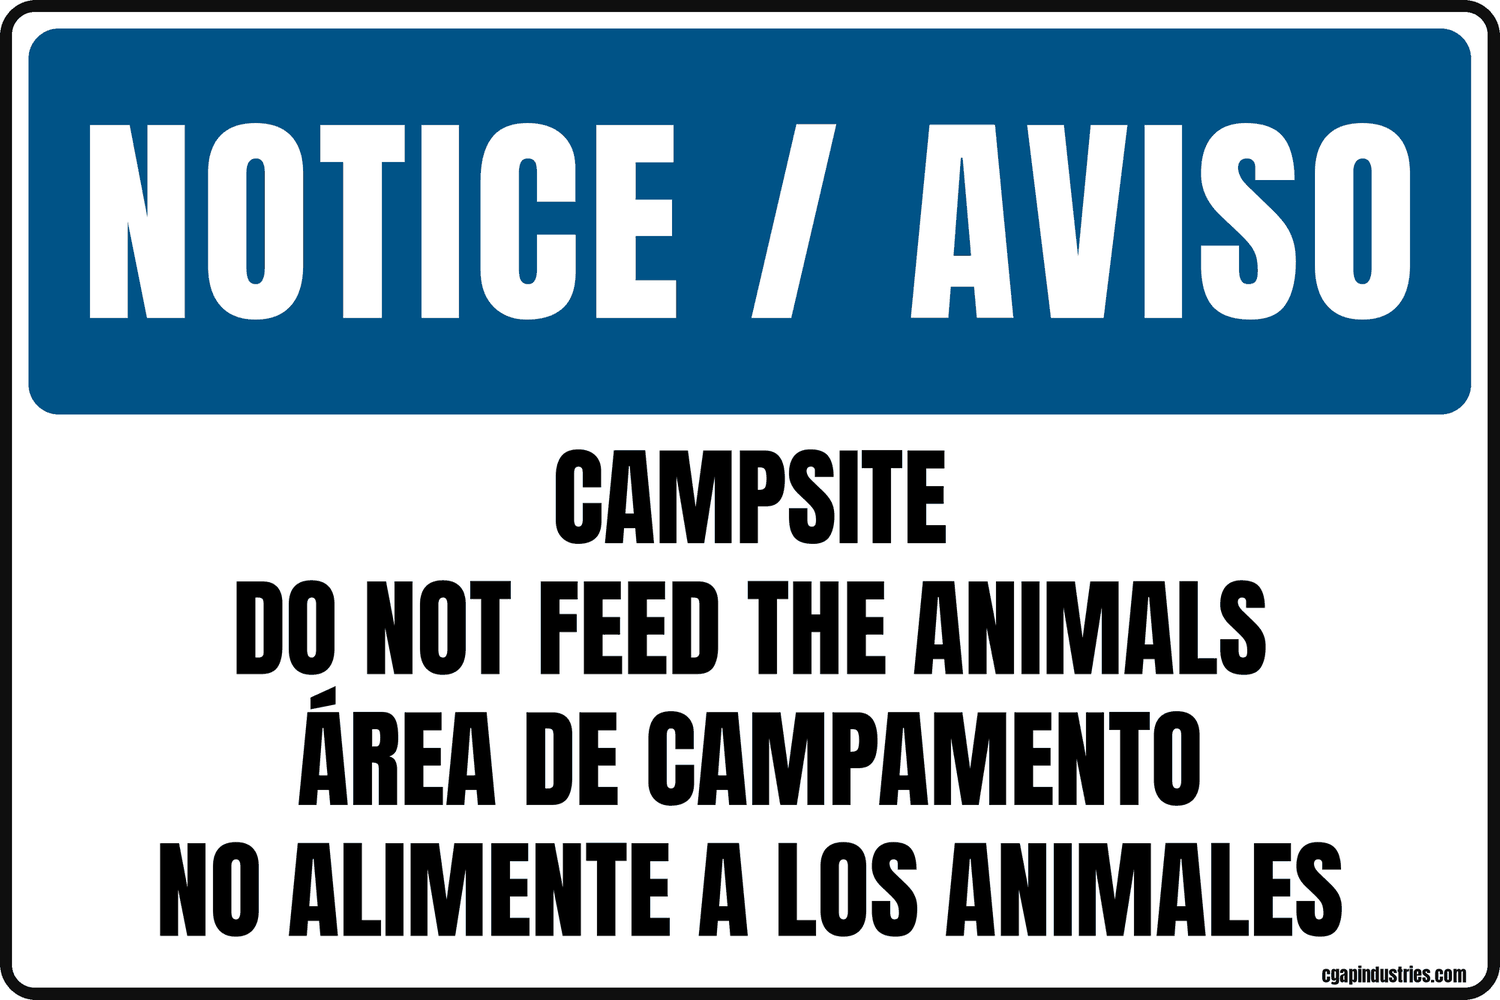 NOTICE / AVISO
CAMPSITE
DO NOT FEED THE ANIMALS
ÁREA DE CAMPAMENTO
NO ALIMENTE A LOS ANIMALES
cgapindustries.com